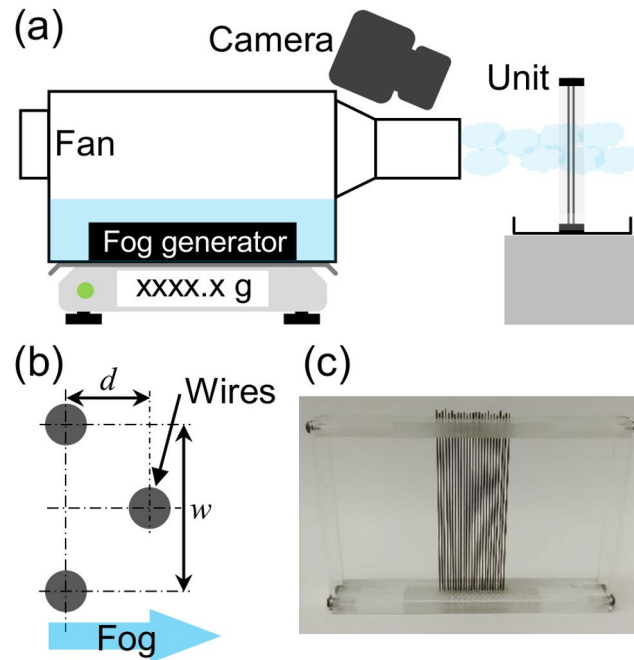 (a)
Camera
Unit
Fan
Fog generator
xxxx.x g
(b)
d
Wires
w
Fog
(c)